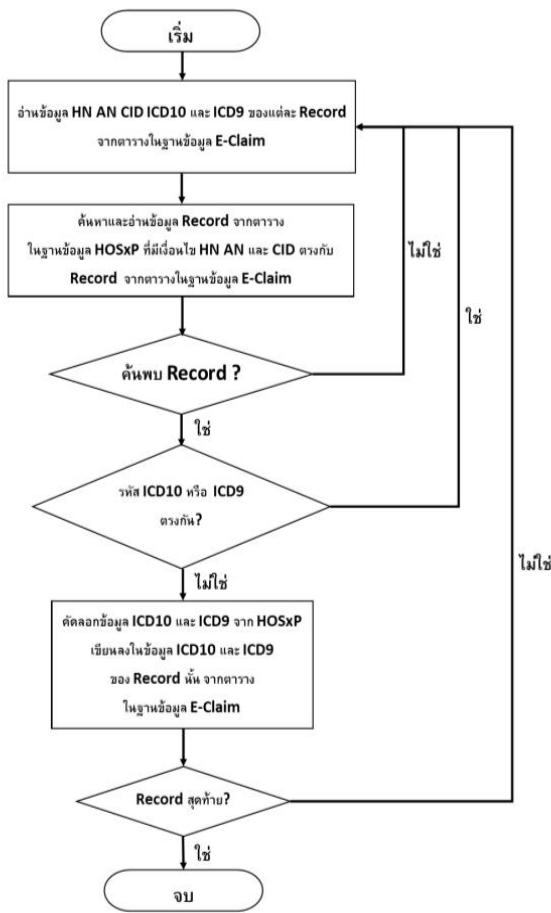 เริ่ม
อ่านข้อมูล HN AN CID ICD10 และ ICD9 ของแต่ละ Record
จากตารางในฐานข้อมูล E-Claim
ค้นหาและอ่านข้อมูล Record จากตาราง
ในฐานข้อมูล HOSxP ที่มีเงื่อนไข HN AN และ CID ตรงกับ
Record จากตารางในฐานข้อมูล E-Claim
ไม่ใช่
ใช่
ค้นพบ Record ?
ใช่
รหัส ICD10 หรือ ICD9
ตรงกัน?
ไม่ใช่
ไม่ใช่
คัดลอกข้อมูล ICD10 และ ICD9 จาก HOSxP
เขียนลงในข้อมูล ICD10 และ ICD9
ของ Record นั้น จากตาราง
ในฐานข้อมูล E-Claim
Record สุดท้าย?
ใช่
จบ